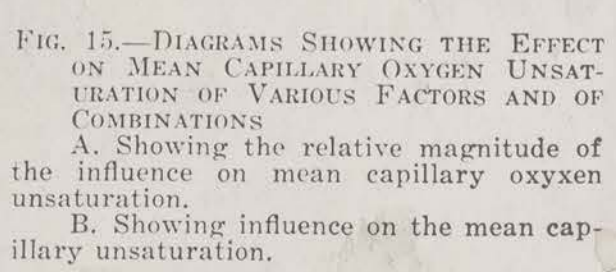 FIG. 15.—DIAGRAMS SHOWING THE EFFECT
ON MEAN CAPILLARY OXYGEN UNSAT-
URATION OF VARIOUS FACTORS AND OF
COMBINATIONS
A. Showing the relative magnitude of
the influence on mean capillary oxyxen
unsaturation.
B. Showing influence on the mean cap-
illary unsaturation.